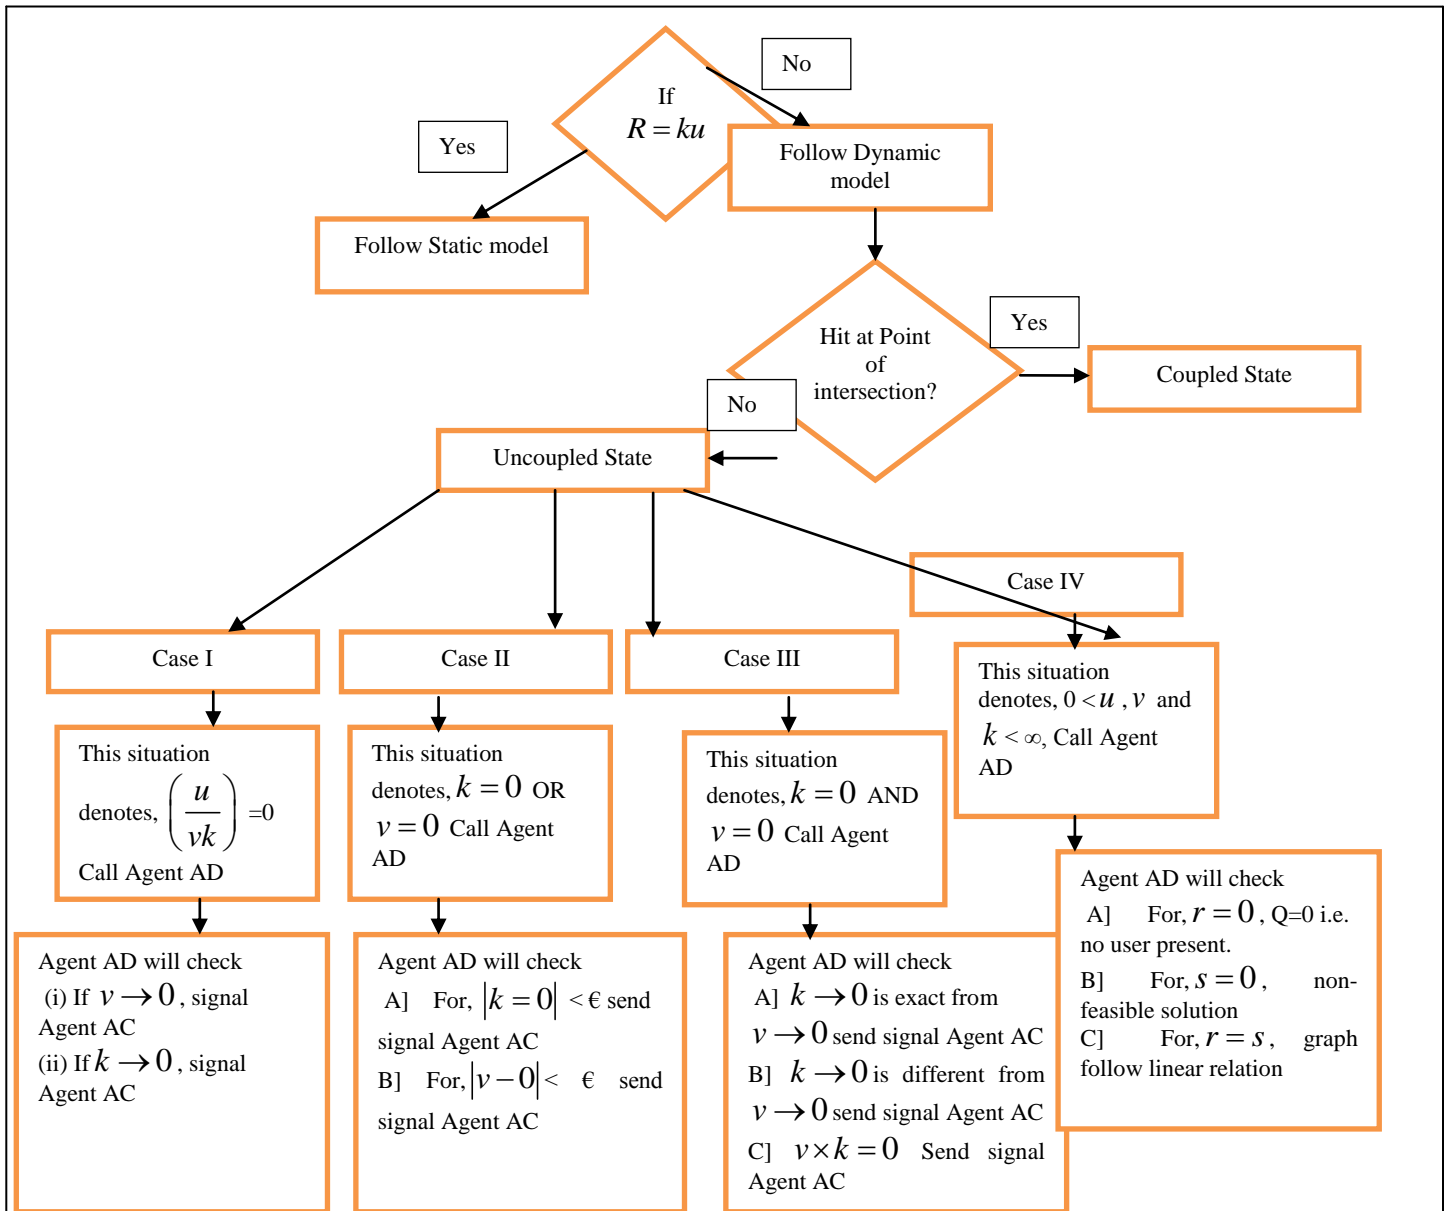 No
If
R = ku
Yes
Follow Dynamic
model
Follow Static model
Hit at Point
of
intersection?
Yes
Coupled State
No
Uncoupled State
Case IV
Case I
Case II
Case III
This situation
denotes, (u/vk) =0
Call Agent AD
This situation
denotes, k = 0 OR
v = 0 Call Agent
AD
This situation
denotes, k = 0 AND
v = 0 Call Agent
AD
This situation
denotes, 0 < u , v and
k < ∞, Call Agent
AD
Agent AD will check
(i) If v → 0 , signal
Agent AC
(ii) If k → 0 , signal
Agent AC
Agent AD will check
A] For, |k = 0| < € send
signal Agent AC
B] For, |v − 0| < € send
signal Agent AC
Agent AD will check
A] k → 0 is exact from
v → 0 send signal Agent AC
B] k → 0 is different from
v → 0 send signal Agent AC
C] v × k = 0 Send signal
Agent AC
Agent AD will check
A] For, r = 0 , Q=0 i.e.
no user present.
B] For, s = 0 , non-
feasible solution
C] For, r = s , graph
follow linear relation